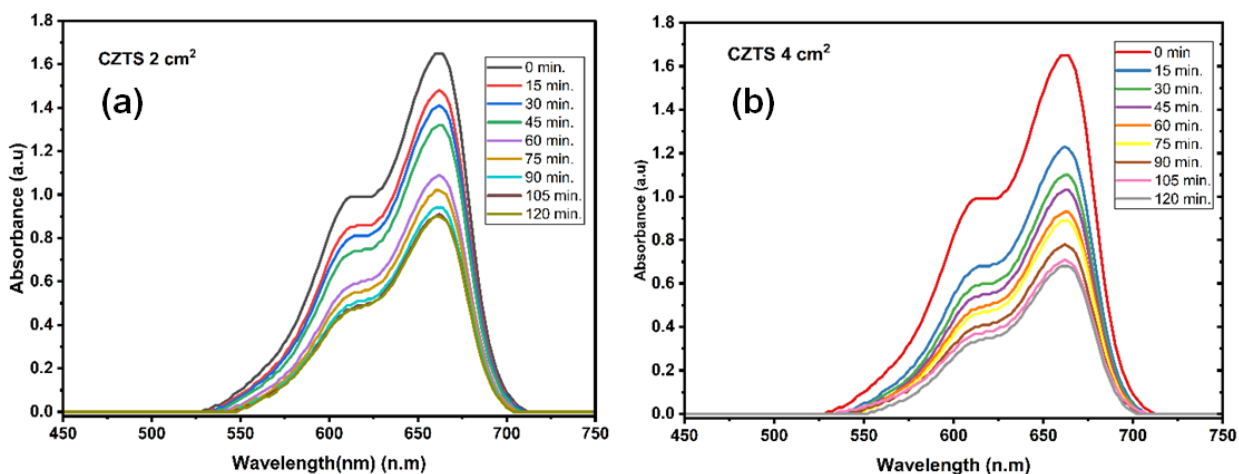 CZTS 2 cm²
(a)
0 min.
15 min.
30 min.
45 min.
60 min.
75 min.
90 min.
105 min.
120 min.
Absorbance (a.u)
1.8
1.6
1.4
1.2
1.0
0.8
0.6
0.4
0.2
0.0
450 500 550 600 650 700 750
Wavelength(nm) (n.m)
CZTS 4 cm²
(b)
0 min
15 min.
30 min.
45 min.
60 min.
75 min.
90 min.
105 min.
120 min.
Absorbance (a.u)
1.8
1.6
1.4
1.2
1.0
0.8
0.6
0.4
0.2
0.0
450 500 550 600 650 700 750
Wavelength (n.m)